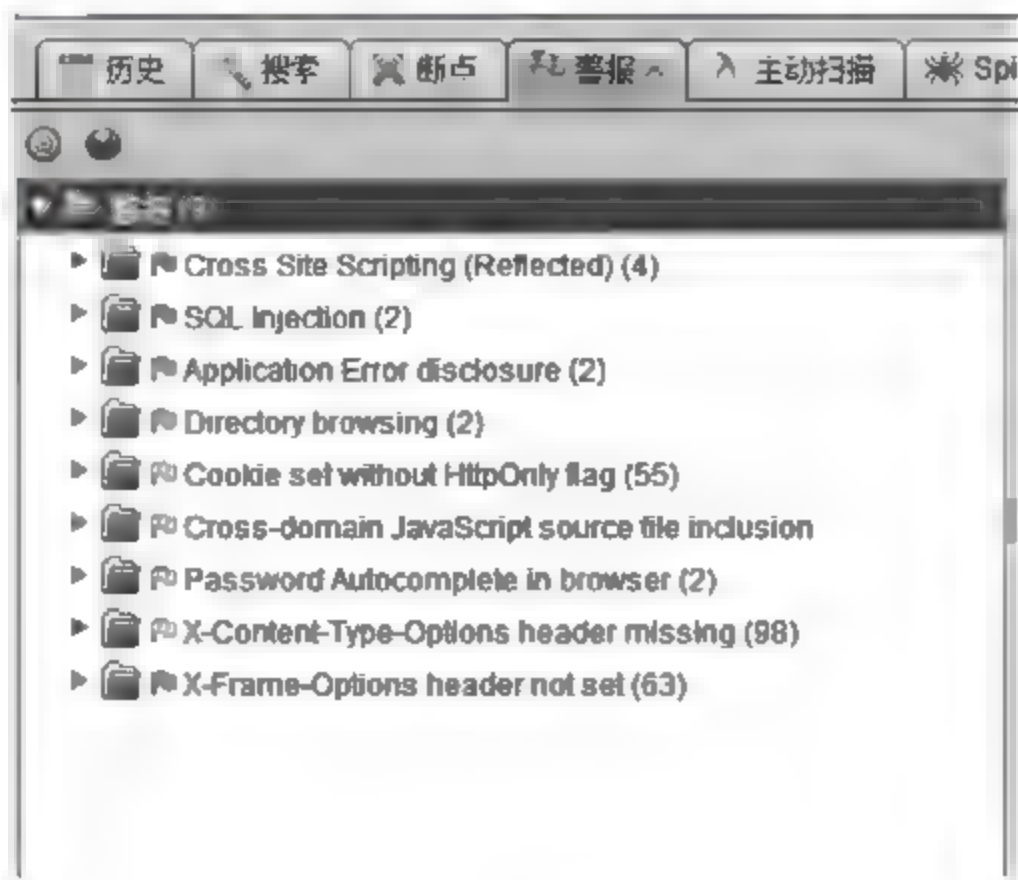 历史 搜索 断点 警报 主动扫描 Spi
Cross Site Scripting (Reflected) (4)
SQL Injection (2)
Application Error disclosure (2)
Directory browsing (2)
Cookie set without HttpOnly flag (55)
Cross-domain JavaScript source file inclusion
Password Autocomplete in browser (2)
X-Content-Type-Options header missing (98)
X-Frame-Options header not set (63)